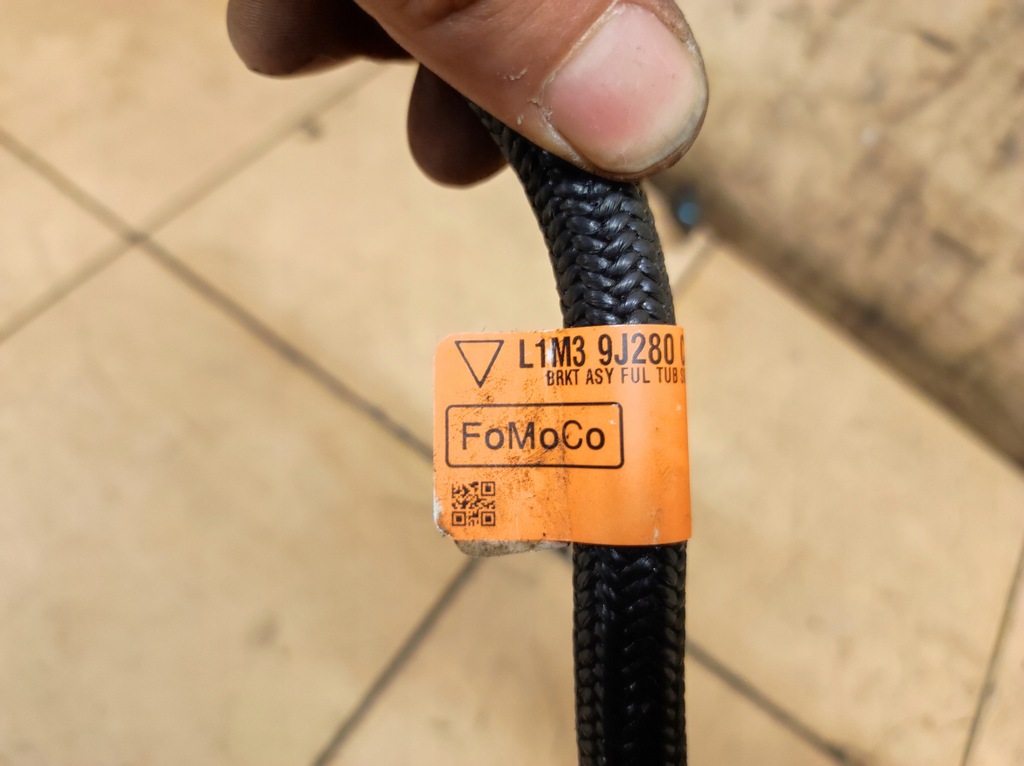 L1M3 9J280
BRKT ASY FUL TUB
FoMoCo